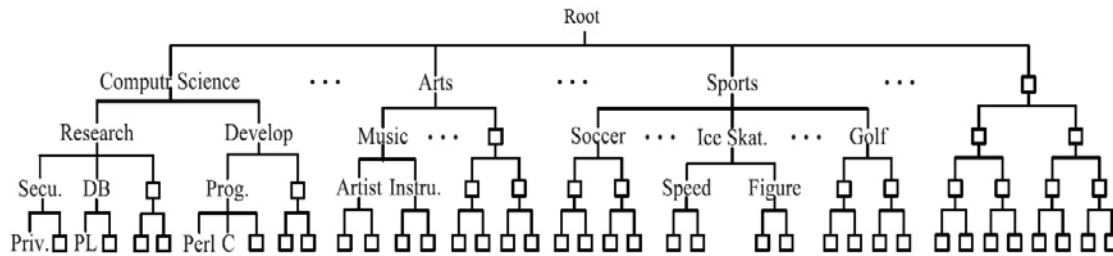 Root
Computr Science ... Arts ... Sports ...
Research Develop Music ... Soccer ... Ice Skat. ... Golf
Secu. DB Prog. Artist Instru. Speed Figure
Priv. PL Perl C